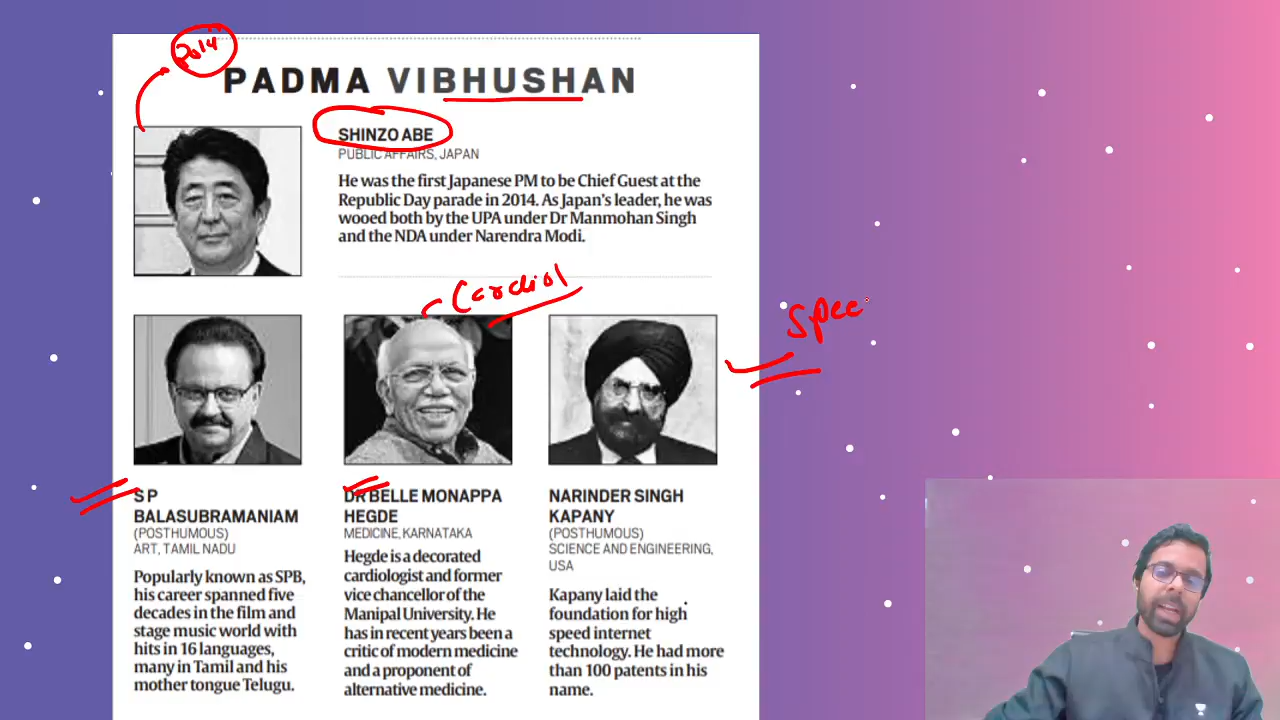 2014
PADMA VIBHUSHAN
SHINZO ABE
PUBLIC AFFAIRS, JAPAN
He was the first Japanese PM to be Chief Guest at the
Republic Day parade in 2014. As Japan's leader, he was
wooed both by the UPA under Dr Manmohan Singh
and the NDA under Narendra Modi.
Cardiol
Spec
S P
BALASUBRAMANIAM
(POSTHUMOUS)
ART, TAMIL NADU
Popularly known as SPB,
his career spanned five
decades in the film and
stage music world with
hits in 16 languages,
many in Tamil and his
mother tongue Telugu.
DR BELLE MONAPPA
HEGDE
MEDICINE, KARNATAKA
Hegde is a decorated
cardiologist and former
vice chancellor of the
Manipal University. He
has in recent years been a
critic of modern medicine
and a proponent of
alternative medicine.
NARINDER SINGH
KAPANY
(POSTHUMOUS)
SCIENCE AND ENGINEERING,
USA
Kapany laid the
foundation for high
speed internet
technology. He had more
than 100 patents in his
name.